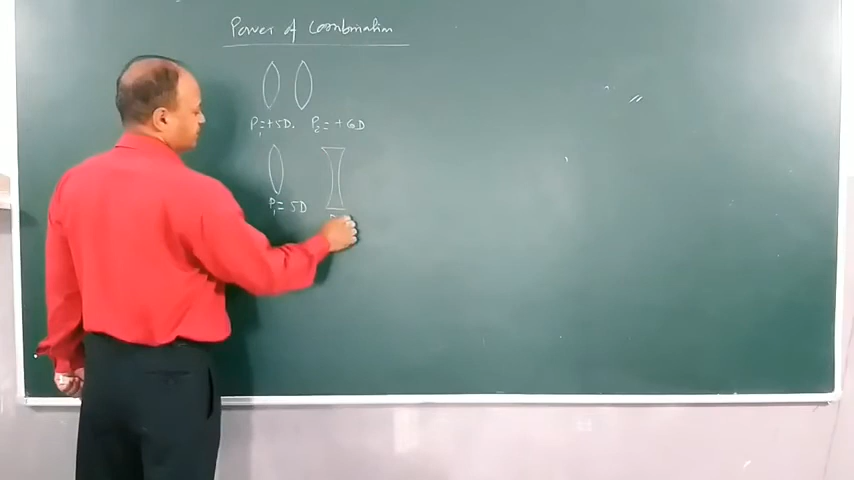 Power of Combination
P₁=+5D. P₂=+6D
P₁= 5D